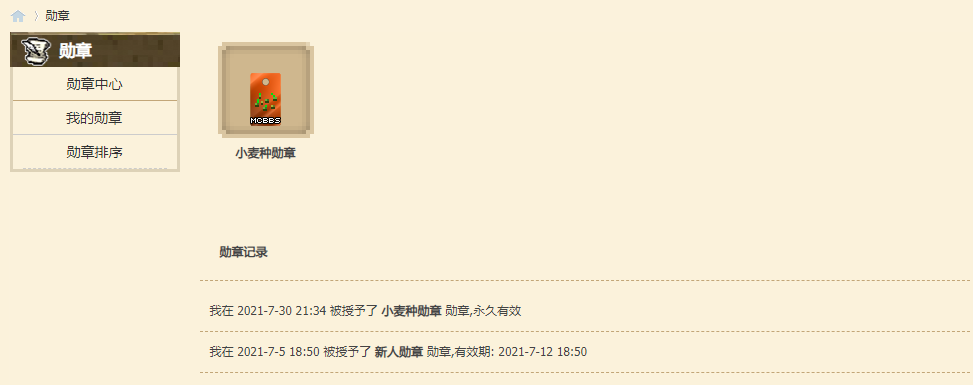 勋章
勋章
勋章中心
我的勋章
勋章排序
MCBBS
小麦种勋章
勋章记录
我在 2021-7-30 21:34 被授予了 小麦种勋章 勋章,永久有效
我在 2021-7-5 18:50 被授予了 新人勋章 勋章,有效期: 2021-7-12 18:50